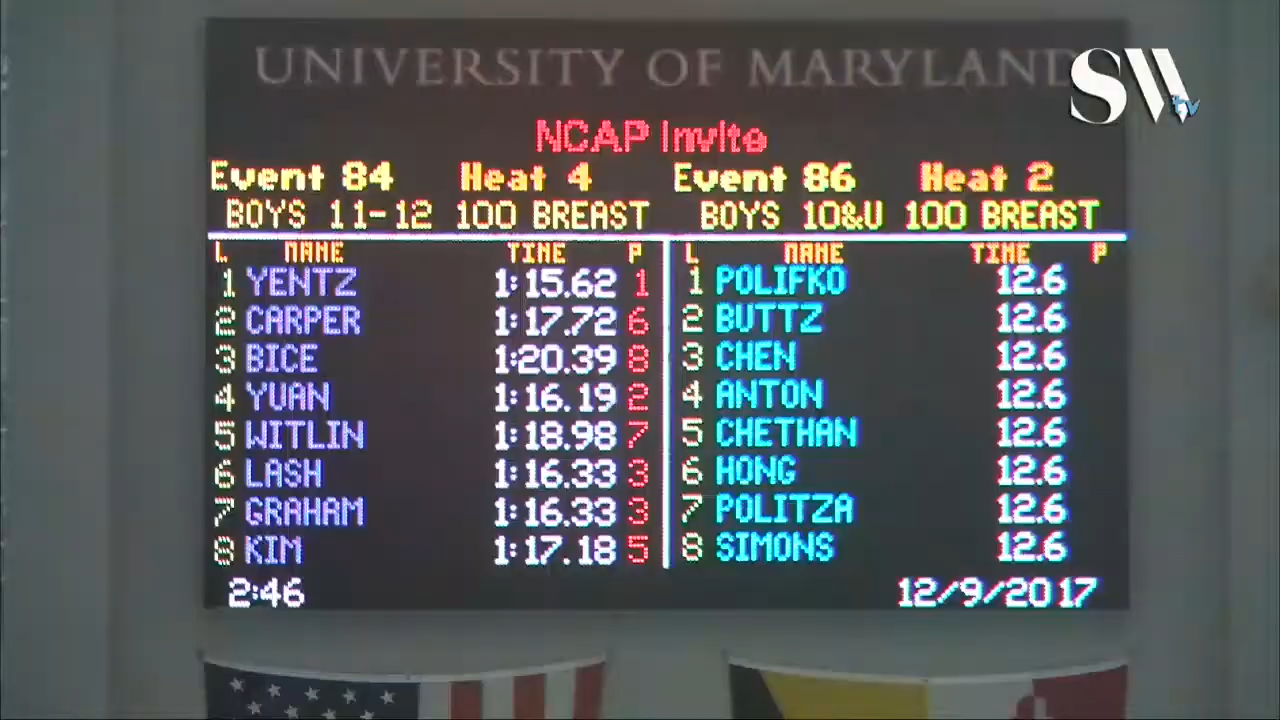 UNIVERSITY OF MARYLAND
SW
tv
NCAP Invite
Event 84 Heat 4 Event 86 Heat 2
BOYS 11-12 100 BREAST BOYS 10&U 100 BREAST
L NAME TIME P L NAME TIME P
1 YENTZ 1:15.62 1 1 POLIFKO 12.6
2 CARPER 1:17.72 6 2 BUTTZ 12.6
3 BICE 1:20.39 8 3 CHEN 12.6
4 YUAN 1:16.19 2 4 ANTON 12.6
5 WITLIN 1:18.98 7 5 CHETHAN 12.6
6 LASH 1:16.33 3 6 HONG 12.6
7 GRAHAM 1:16.33 3 7 POLITZA 12.6
8 KIM 1:17.18 5 8 SIMONS 12.6
2:46 12/9/2017